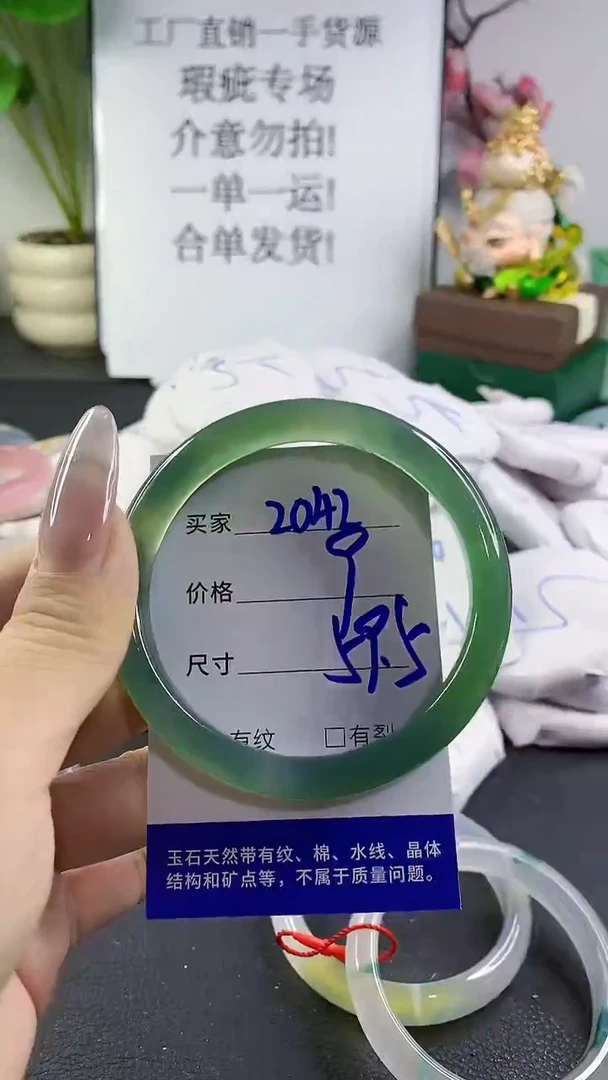 工厂直销一手货源
瑕疵专场
介意勿拍!
一单一运!
合单发货!
买家 2042
价格
尺寸 59.5
有纹 □有裂
玉石天然带有纹、棉、水线、晶体
结构和矿点等，不属于质量问题。